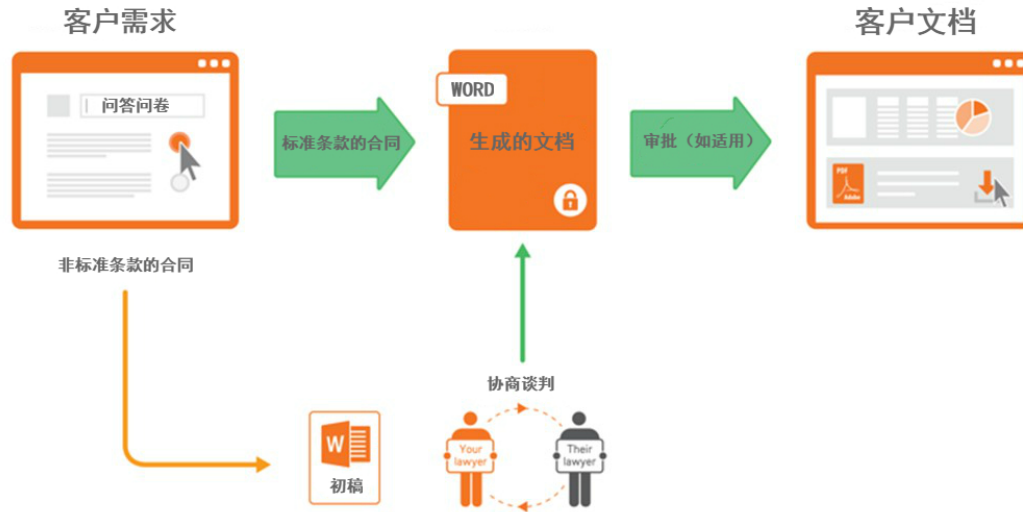 客户需求
客户文档
问答问卷
WORD
标准条款的合同
生成的文档
审批（如适用）
PDF
Adobe
非标准条款的合同
协商谈判
W
初稿
Your
lawyer
Their
lawyer